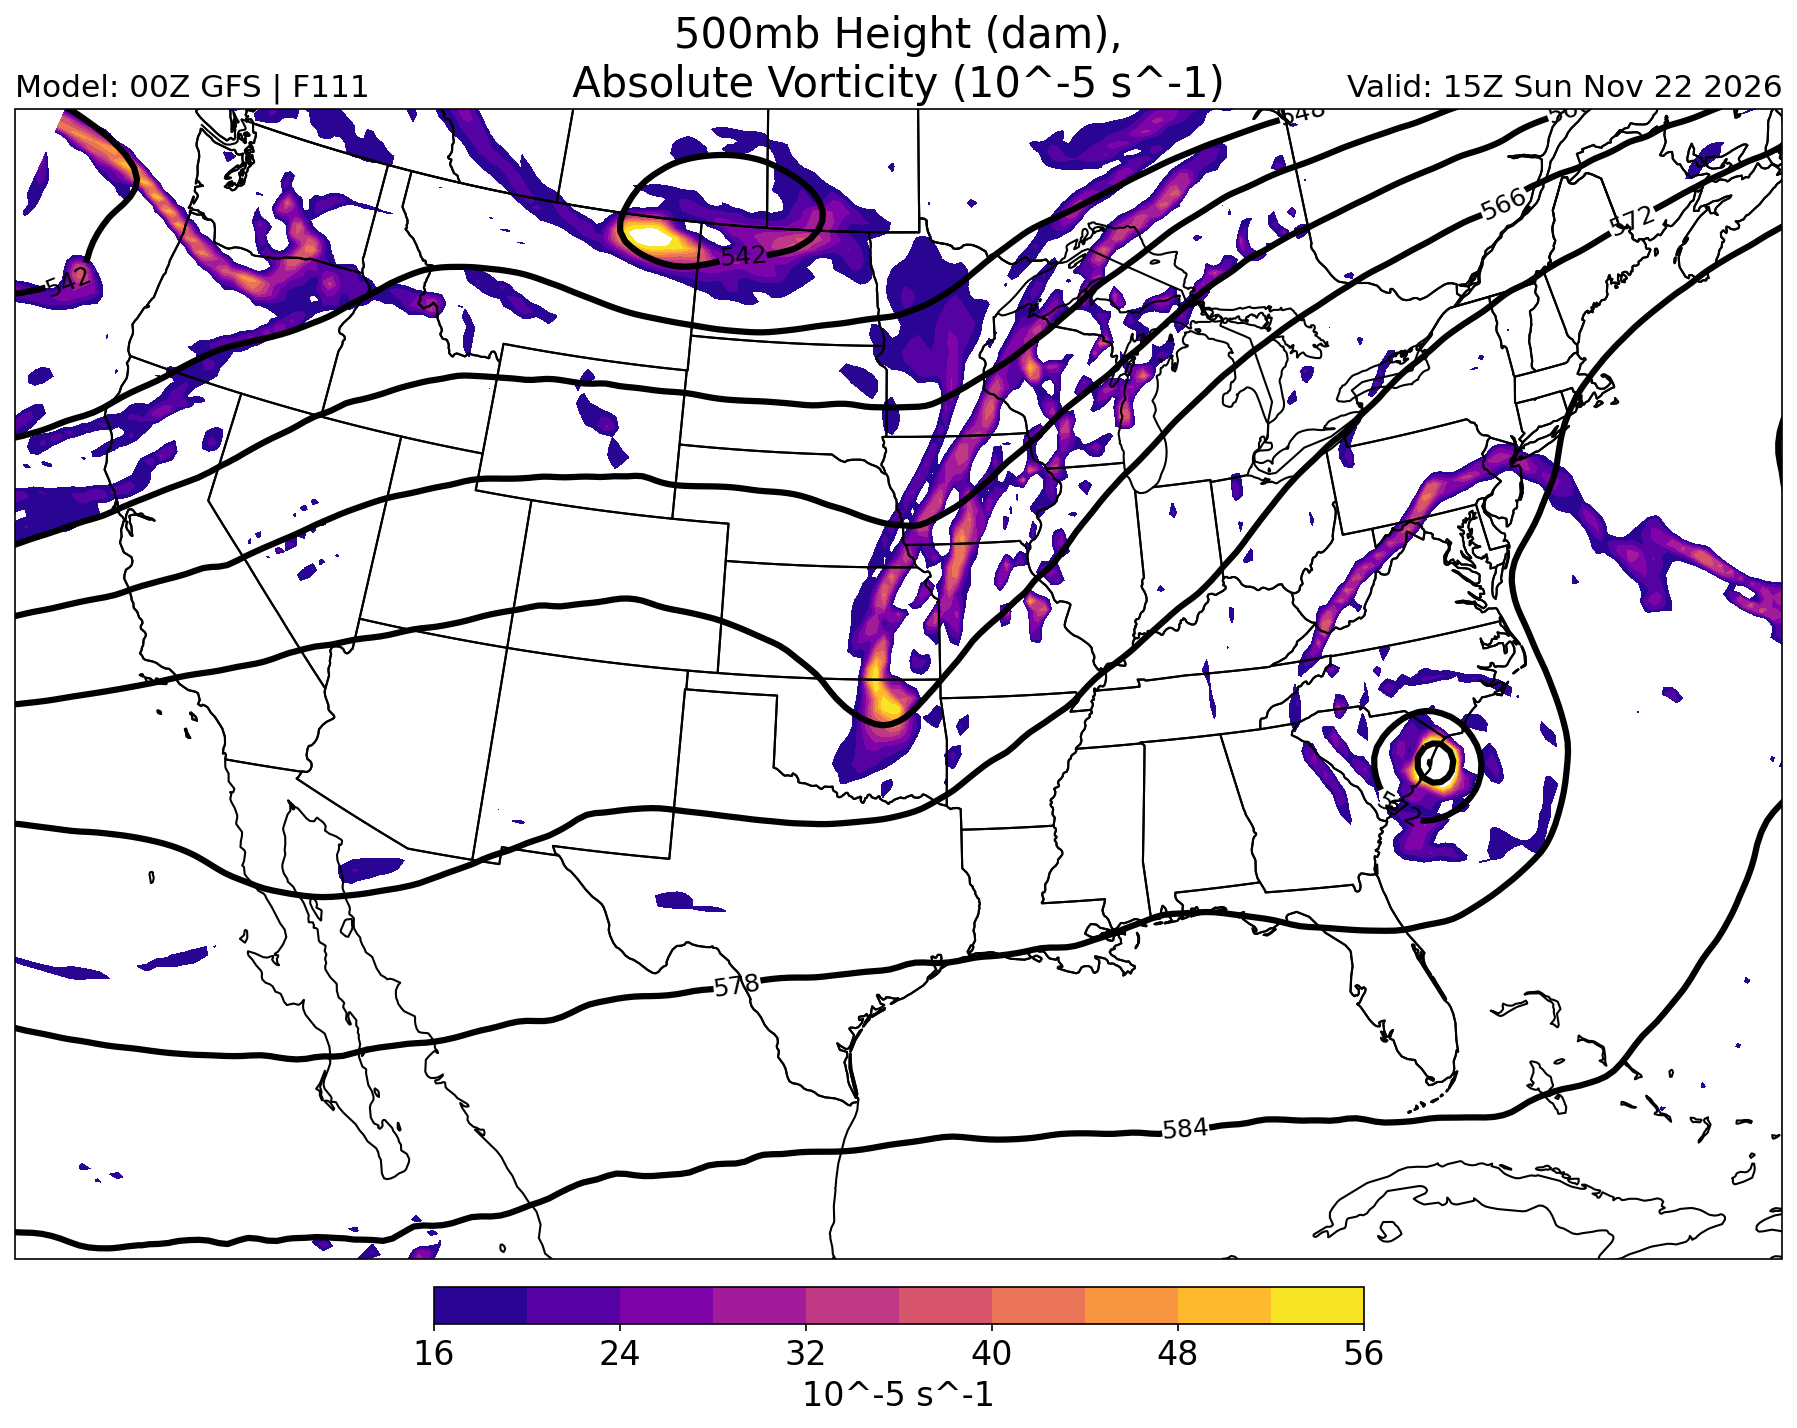 500mb Height (dam),
Model: 00Z GFS | F111
Absolute Vorticity (10^-5 s^-1)
Valid: 15Z Sun Nov 22 2026
548
566
572
542
542
578
584
16 24 32 40 48 56
10^-5 s^-1